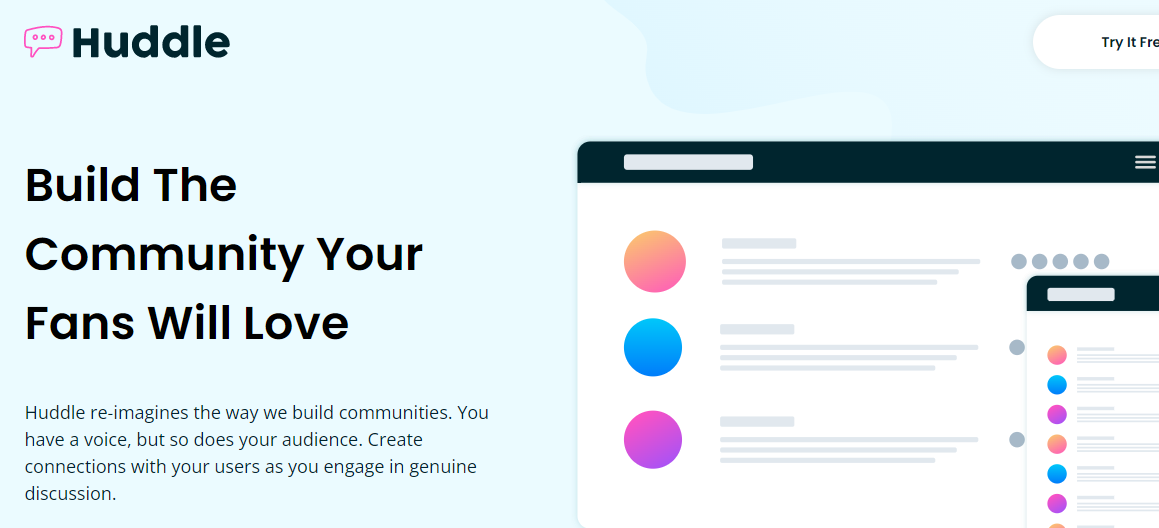 Huddle
Try It Fre
Build The
Community Your
Fans Will Love
Huddle re-imagines the way we build communities. You
have a voice, but so does your audience. Create
connections with your users as you engage in genuine
discussion.